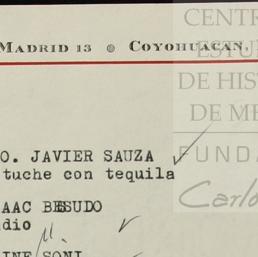 CENTR
ESTU
DE HIS
DE ME
FUNDA
Carlo
MADRID 13 COYOHUACAN,
O. JAVIER SAUZA
tuche con tequila
AAC BESUDO
dio
INE SONI